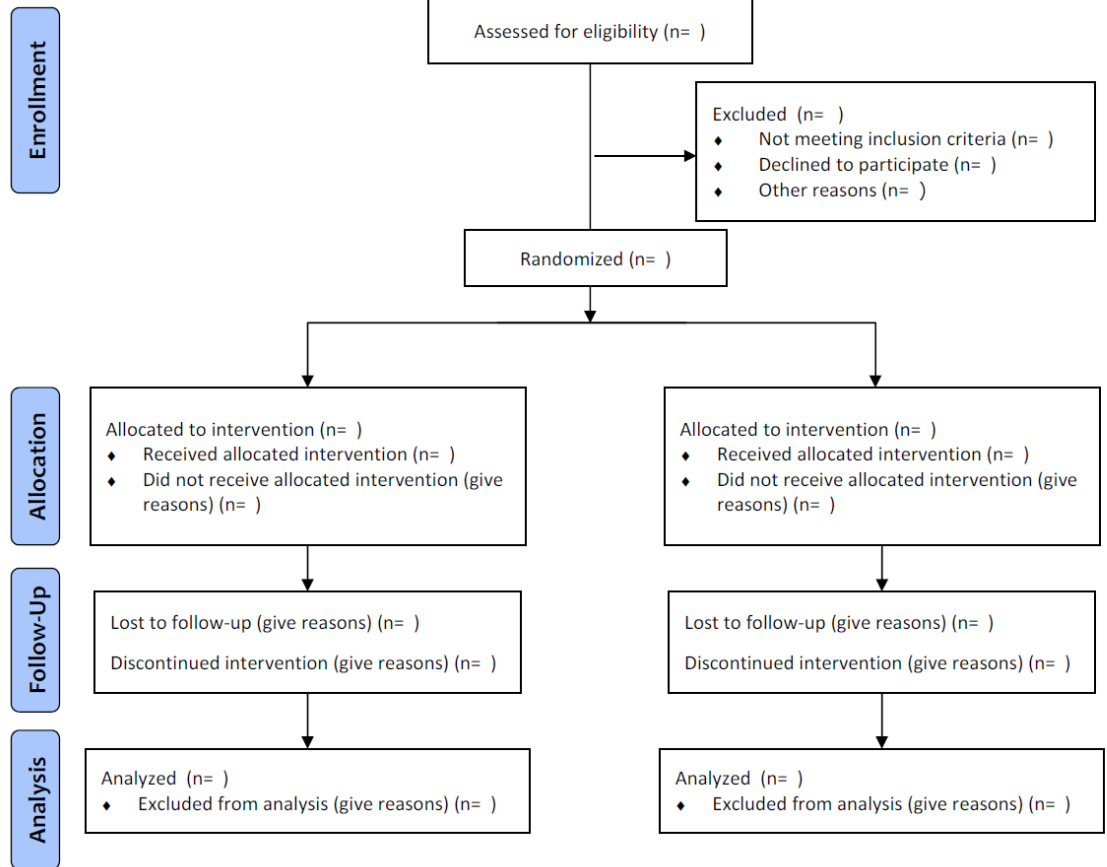 Enrollment
Assessed for eligibility (n=  )
Excluded  (n=   )
♦ Not meeting inclusion criteria (n=  )
♦ Declined to participate (n=  )
♦ Other reasons (n=  )
Randomized (n=  )
Allocation
Allocated to intervention (n=  )
♦ Received allocated intervention (n=  )
♦ Did not receive allocated intervention (give
reasons) (n=  )
Allocated to intervention (n=  )
♦ Received allocated intervention (n=  )
♦ Did not receive allocated intervention (give
reasons) (n=  )
Follow-Up
Lost to follow-up (give reasons) (n=  )
Discontinued intervention (give reasons) (n=  )
Lost to follow-up (give reasons) (n=  )
Discontinued intervention (give reasons) (n=  )
Analysis
Analyzed  (n=  )
♦ Excluded from analysis (give reasons) (n=  )
Analyzed  (n=  )
♦ Excluded from analysis (give reasons) (n=  )